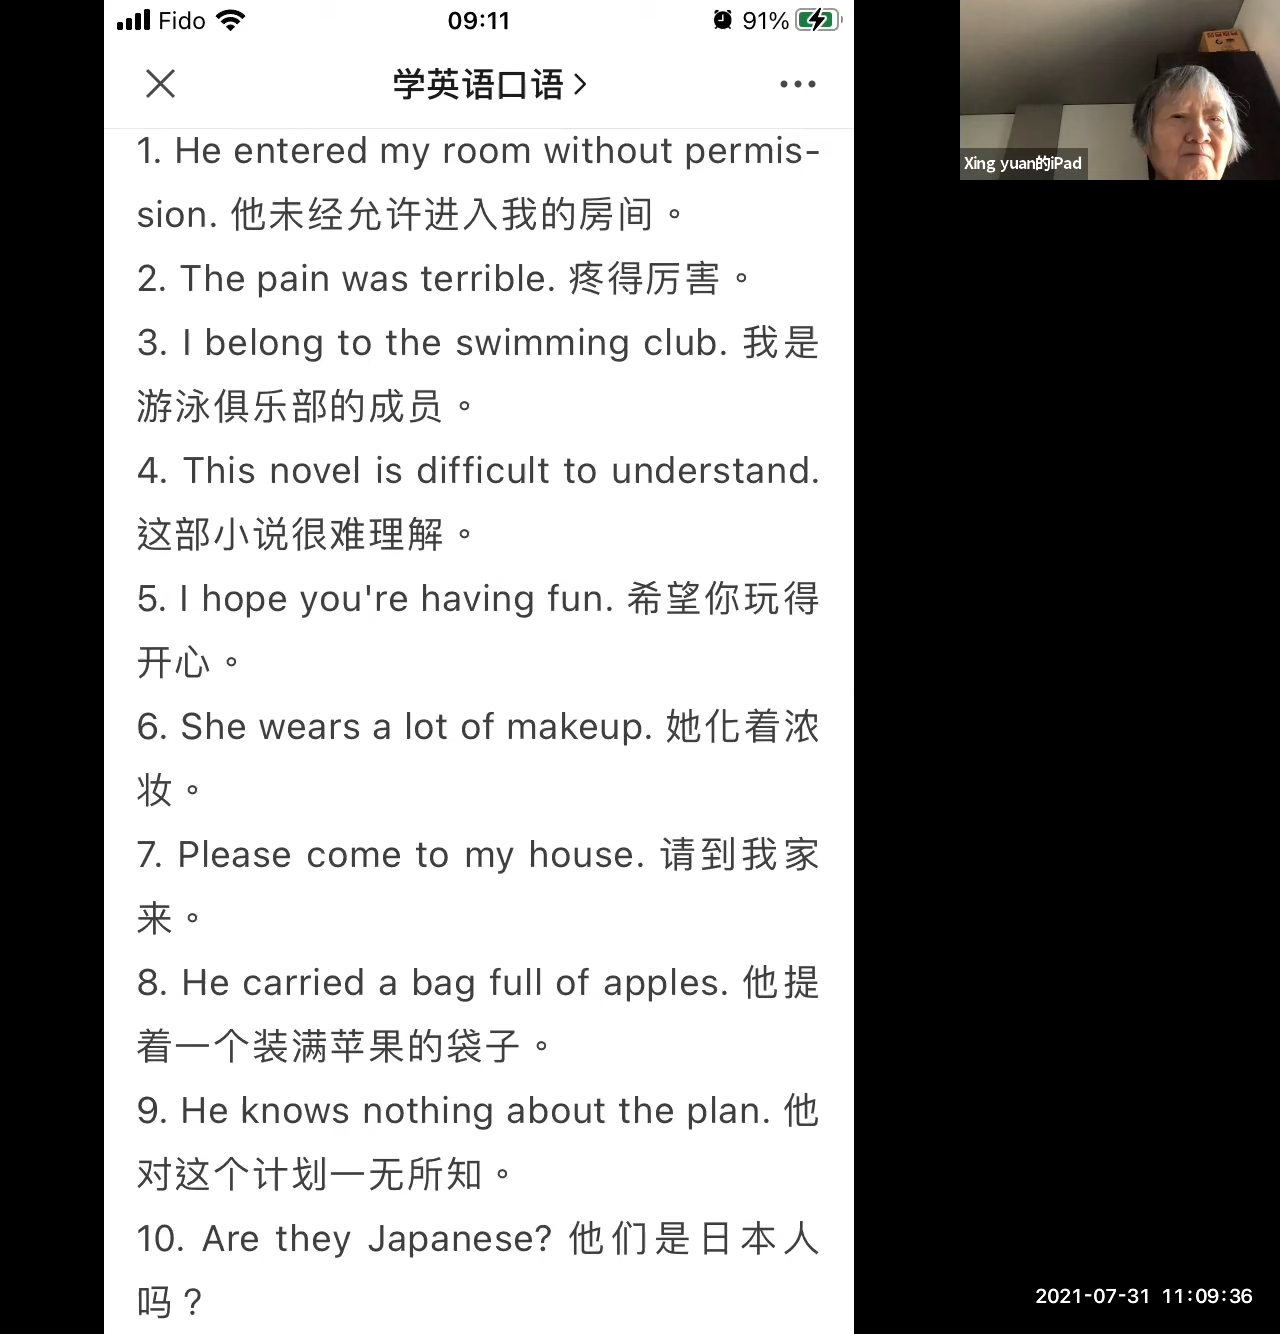 Fido 09:11 91%
学英语口语
1. He entered my room without permis-
sion. 他未经允许进入我的房间。
2. The pain was terrible. 疼得厉害。
3. I belong to the swimming club. 我是
游泳俱乐部的成员。
4. This novel is difficult to understand.
这部小说很难理解。
5. I hope you're having fun. 希望你玩得
开心。
6. She wears a lot of makeup. 她化着浓
妆。
7. Please come to my house. 请到我家
来。
8. He carried a bag full of apples. 他提
着一个装满苹果的袋子。
9. He knows nothing about the plan. 他
对这个计划一无所知。
10. Are they Japanese? 他们是日本人
吗？
Xing yuan的iPad
2021-07-31 11:09:36